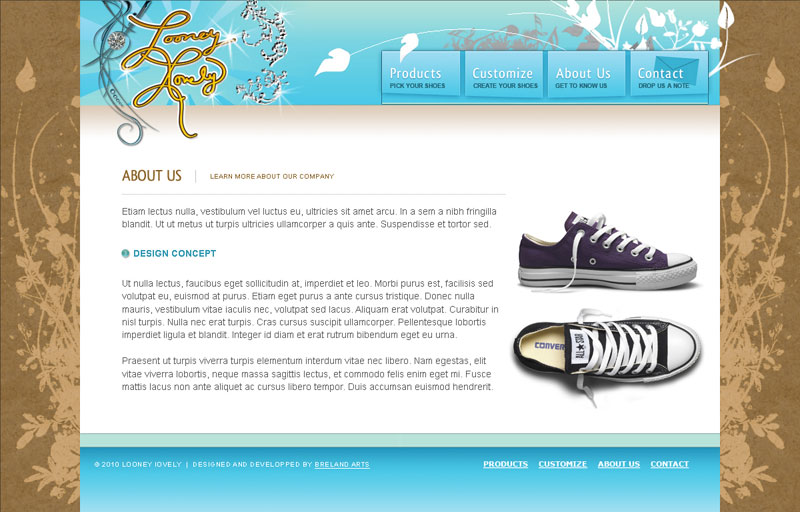 Looney
Lovely
Products
PICK YOUR SHOES
Customize
CREATE YOUR SHOES
About Us
GET TO KNOW US
Contact
DROP US A NOTE
ABOUT US
LEARN MORE ABOUT OUR COMPANY
Etiam lectus nulla, vestibulum vel luctus eu, ultricies sit amet arcu. In a sem a nibh fringilla
blandit. Ut ut metus ut turpis ultricies ullamcorper a quis ante. Suspendisse et tortor sed.
DESIGN CONCEPT
Ut nulla lectus, faucibus eget sollicitudin at, imperdiet et leo. Morbi purus est, facilisis sed
volutpat eu, euismod at purus. Etiam eget purus a ante cursus tristique. Donec nulla
mauris, vestibulum vitae iaculis nec, volutpat sed lacus. Aliquam erat volutpat. Curabitur in
nisl turpis. Nulla nec erat turpis. Cras cursus suscipit ullamcorper. Pellentesque lobortis
imperdiet ligula et blandit. Integer id diam et erat rutrum bibendum eget eu urna.
Praesent ut turpis viverra turpis elementum interdum vitae nec libero. Nam egestas, elit
vitae viverra lobortis, neque massa sagittis lectus, et commodo felis enim eget mi. Fusce
mattis lacus non ante aliquet ac cursus libero tempor. Duis accumsan euismod hendrerit.
CONVERSE
ALL STAR
© 2010 LOONEY lOVELY | DESIGNED AND DEVELOPPED BY BRELAND ARTS
PRODUCTS CUSTOMIZE ABOUT US CONTACT